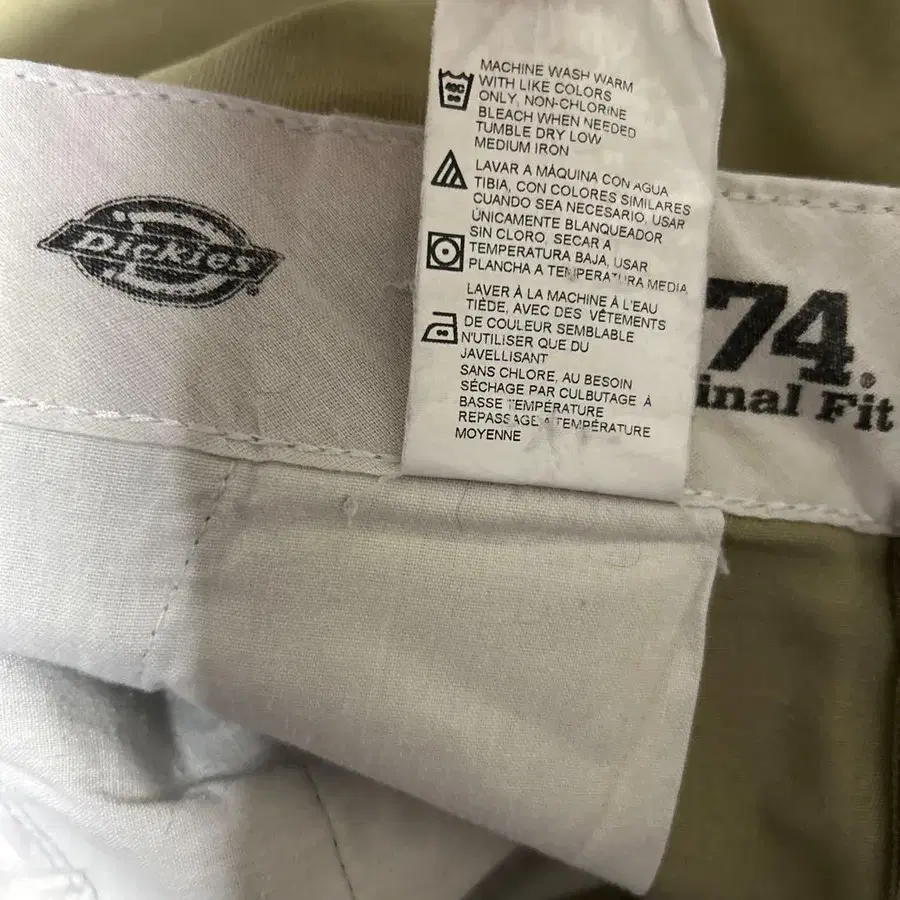 MACHINE WASH WARM
WITH LIKE COLORS
ONLY, NON-CHLORINE
BLEACH WHEN NEEDED
TUMBLE DRY LOW
MEDIUM IRON
LAVAR A MÁQUINA CON AGUA
TIBIA, CON COLORES SIMILARES
CUANDO SEA NECESARIO, USAR
ÚNICAMENTE BLANQUEADOR
SIN CLORO, SECAR A
TEMPERATURA BAJA, USAR
PLANCHA A TEMPERATURA MEDIA
LAVER À LA MACHINE À L'EAU
TIÈDE, AVEC DES VÊTEMENTS
DE COULEUR SEMBLABLE
N'UTILISER QUE DU
JAVELLISANT
SANS CHLORE, AU BESOIN
SÉCHAGE PAR CULBUTAGE À
BASSE TEMPÉRATURE
REPASSAGE A TEMPÉRATURE
MOYENNE
Dickies®
74®
inal Fit